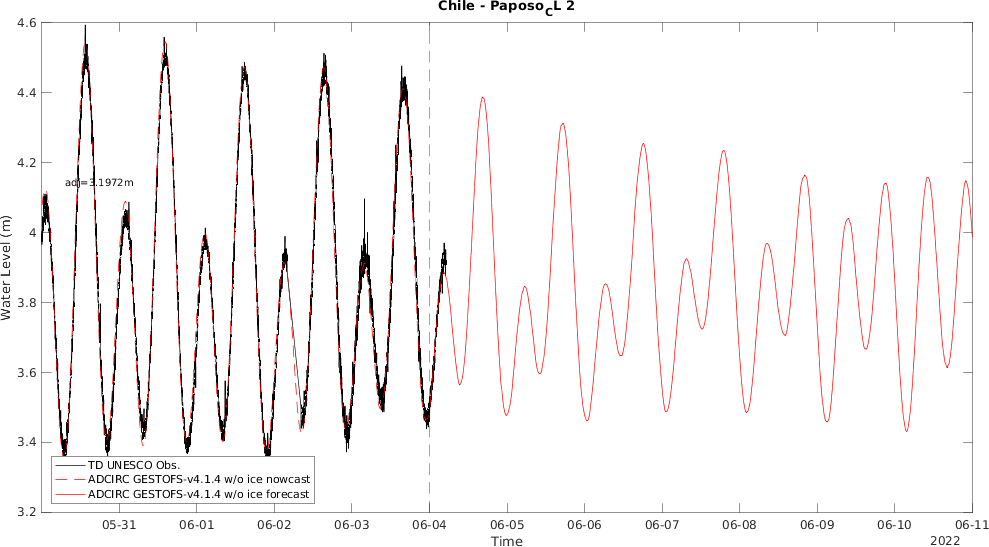 Chile - Paposo_CL 2
4.6
4.4
4.2
4
3.8
3.6
3.4
3.2
Water Level (m)
adj=3.1972m
TD UNESCO Obs.
ADCIRC GESTOFS-v4.1.4 w/o ice nowcast
ADCIRC GESTOFS-v4.1.4 w/o ice forecast
05-31 06-01 06-02 06-03 06-04 06-05 06-06 06-07 06-08 06-09 06-10 06-11
Time
2022